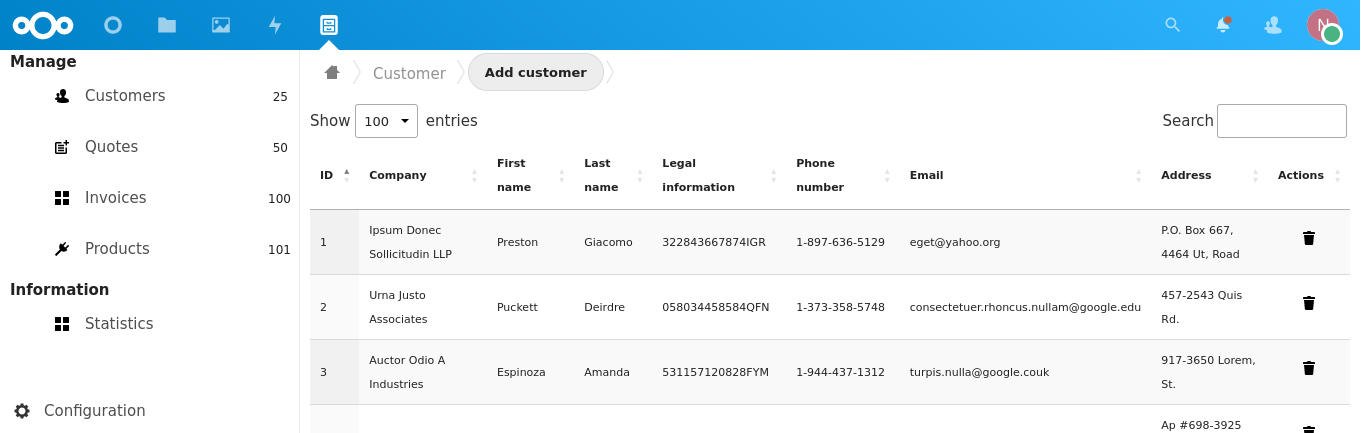 N
Manage
Customers 25
Quotes 50
Invoices 100
Products 101
Information
Statistics
Configuration
Customer Add customer
Show 100 entries Search
ID Company First name Last name Legal information Phone number Email Address Actions
1 Ipsum Donec Sollicitudin LLP Preston Giacomo 322843667874IGR 1-897-636-5129 eget@yahoo.org P.O. Box 667, 4464 Ut, Road
2 Urna Justo Associates Puckett Deirdre 058034458584QFN 1-373-358-5748 consectetuer.rhoncus.nullam@google.edu 457-2543 Quis Rd.
3 Auctor Odio A Industries Espinoza Amanda 531157120828FYM 1-944-437-1312 turpis.nulla@google.couk 917-3650 Lorem, St.
Ap #698-3925